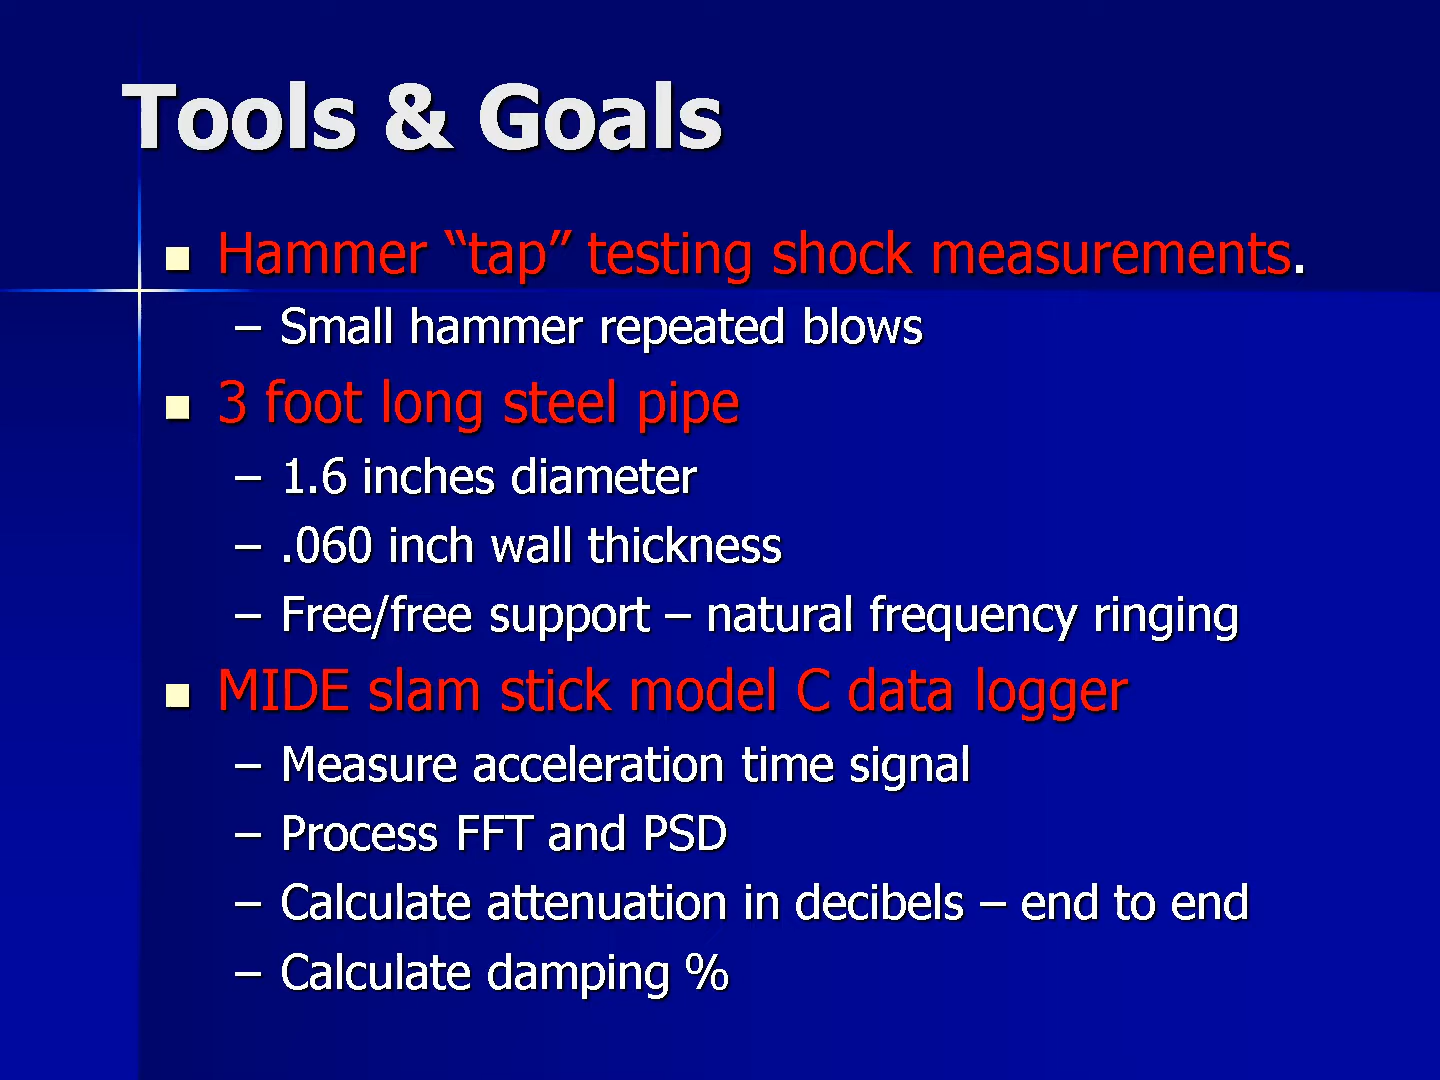 Tools & Goals
Hammer “tap” testing shock measurements.
– Small hammer repeated blows
3 foot long steel pipe
– 1.6 inches diameter
– .060 inch wall thickness
– Free/free support – natural frequency ringing
MIDE slam stick model C data logger
– Measure acceleration time signal
– Process FFT and PSD
– Calculate attenuation in decibels – end to end
– Calculate damping %